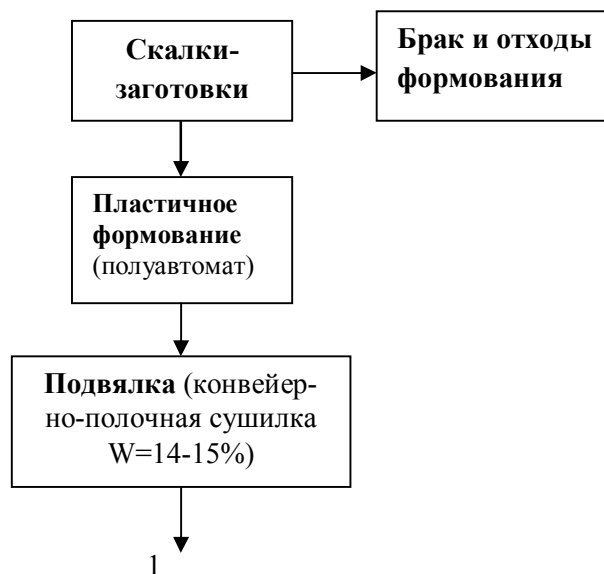 Скалки-
заготовки
Брак и отходы
формования
Пластичное
формование
(полуавтомат)
Подвялка (конвейер-
но-полочная сушилка
W=14-15%)
1